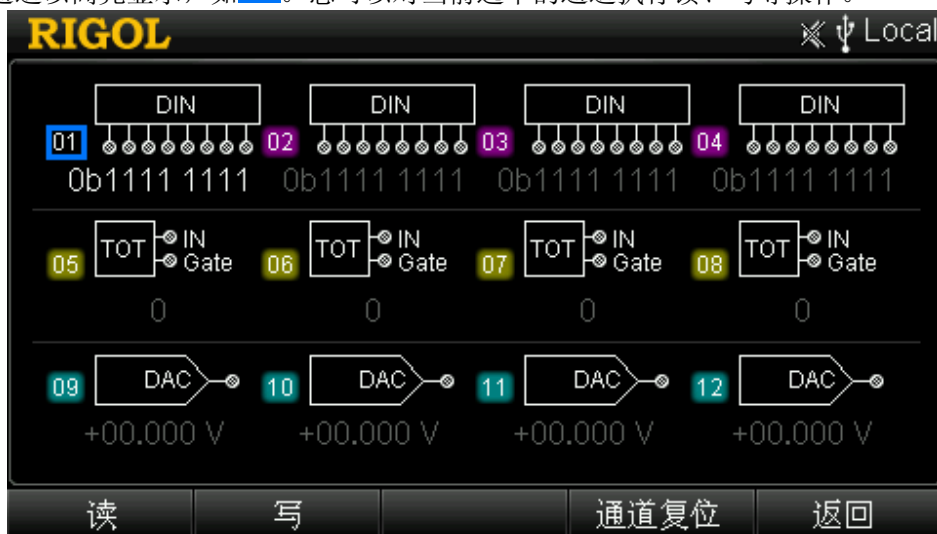 RIGOL Local
DIN DIN DIN DIN
01 02 03 04
0b1111 1111 0b1111 1111 0b1111 1111 0b1111 1111
TOT IN TOT IN TOT IN TOT IN
05 Gate 06 Gate 07 Gate 08 Gate
0 0 0 0
09 DAC 10 DAC 11 DAC 12 DAC
+00.000 V +00.000 V +00.000 V +00.000 V
读 写 通道复位 返回